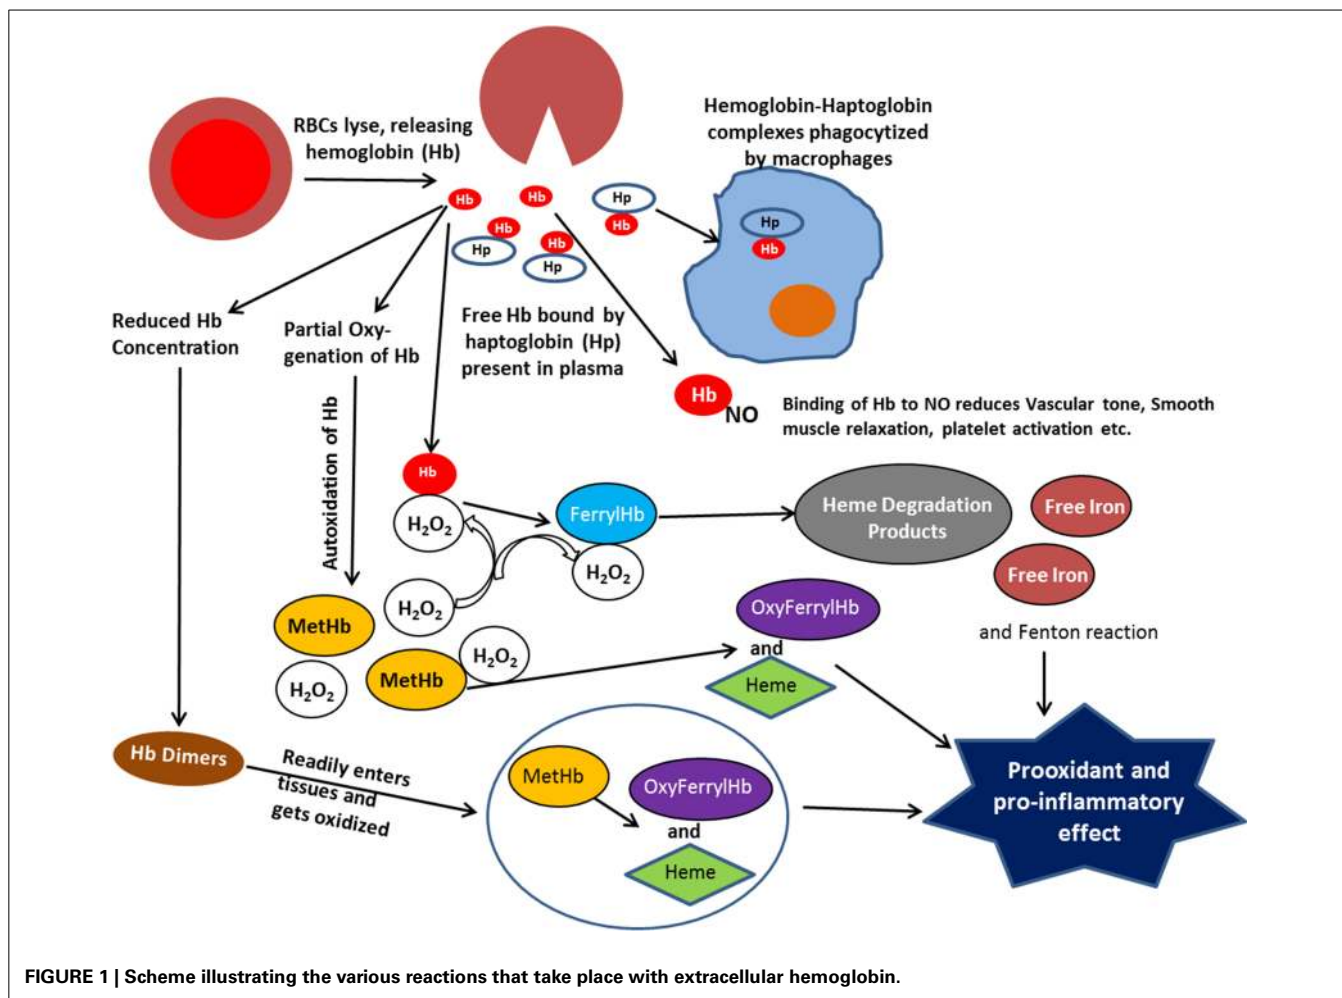 RBCs lyse, releasing
hemoglobin (Hb)
Hemoglobin-Haptoglobin
complexes phagocytized
by macrophages
Hb
Hb
Hp
Hb
Hb
Hp
Hb
Hp
Hp
Hb
Reduced Hb
Concentration
Partial Oxy-
genation of Hb
Free Hb bound by
haptoglobin (Hp)
present in plasma
Hb
NO
Binding of Hb to NO reduces Vascular tone, Smooth
muscle relaxation, platelet activation etc.
Autoxidation of Hb
Hb
H₂O₂
FerrylHb
H₂O₂
Heme Degradation
Products
Free Iron
Free Iron
and Fenton reaction
MetHb
H₂O₂
H₂O₂
MetHb
H₂O₂
OxyFerrylHb
and
Heme
Hb Dimers
Readily enters
tissues and
gets oxidized
MetHb
OxyFerrylHb
and
Heme
Prooxidant and
pro-inflammatory
effect
FIGURE 1 | Scheme illustrating the various reactions that take place with extracellular hemoglobin.